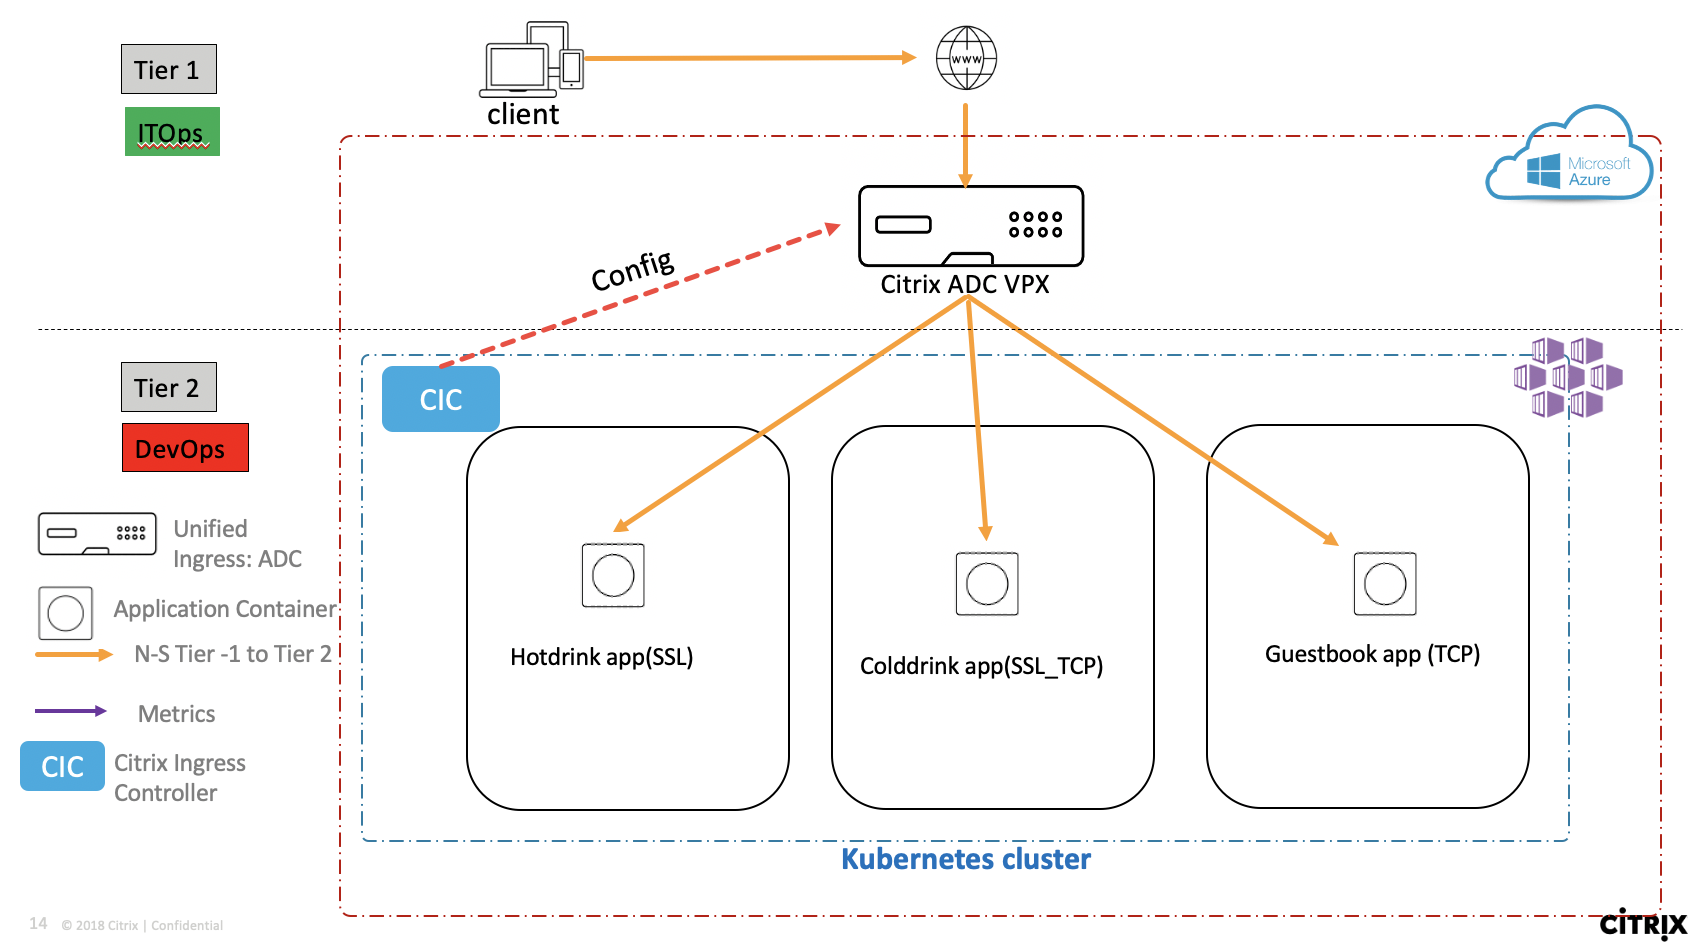 Tier 1
ITOps
client
www
Microsoft
Azure
Config
Citrix ADC VPX
Tier 2
DevOps
CIC
Unified
Ingress: ADC
Application Container
N-S Tier -1 to Tier 2
Metrics
CIC
Citrix Ingress
Controller
Hotdrink app(SSL)
Colddrink app(SSL_TCP)
Guestbook app (TCP)
Kubernetes cluster
14
© 2018 Citrix | Confidential
CİTRIX